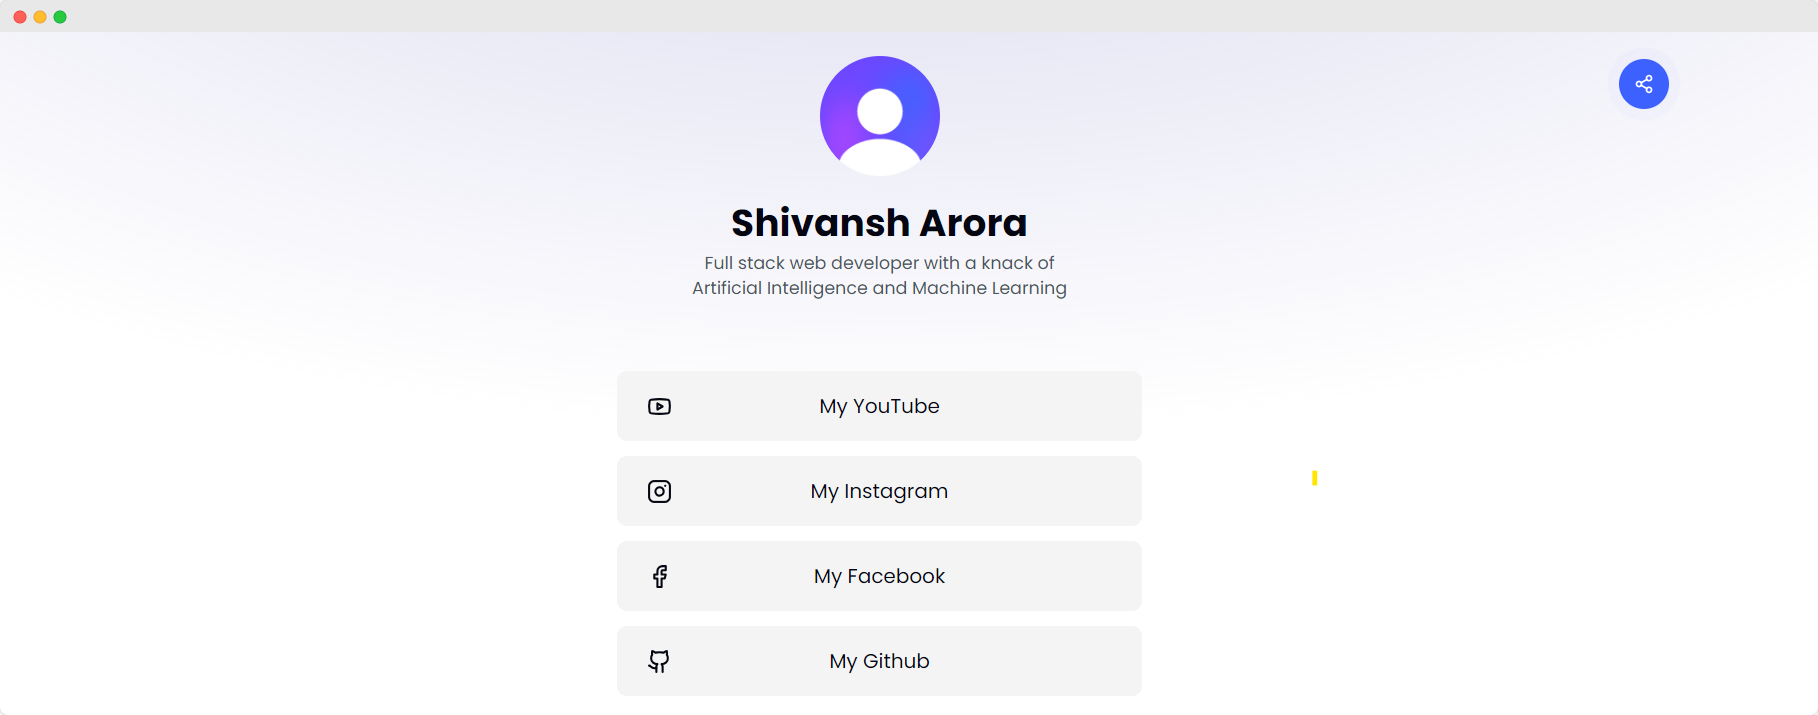 Shivansh Arora
Full stack web developer with a knack of
Artificial Intelligence and Machine Learning
My YouTube
My Instagram
My Facebook
My Github